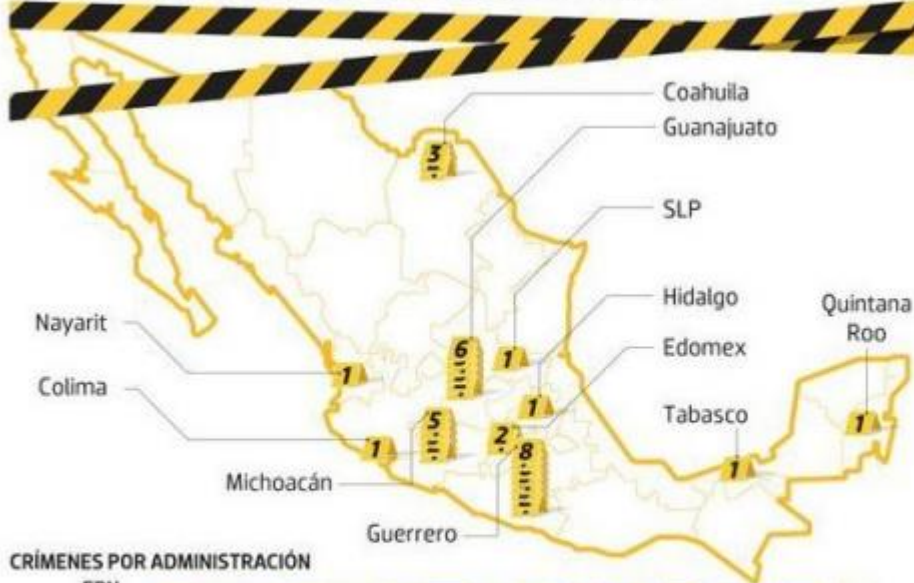 Coahuila
3
Guanajuato
SLP
Hidalgo
Quintana
Roo
Nayarit
6
1
Edomex
1
Colima
1
Tabasco
5
2
1
1
8
1
Michoacán
Guerrero
CRÍMENES POR ADMINISTRACIÓN